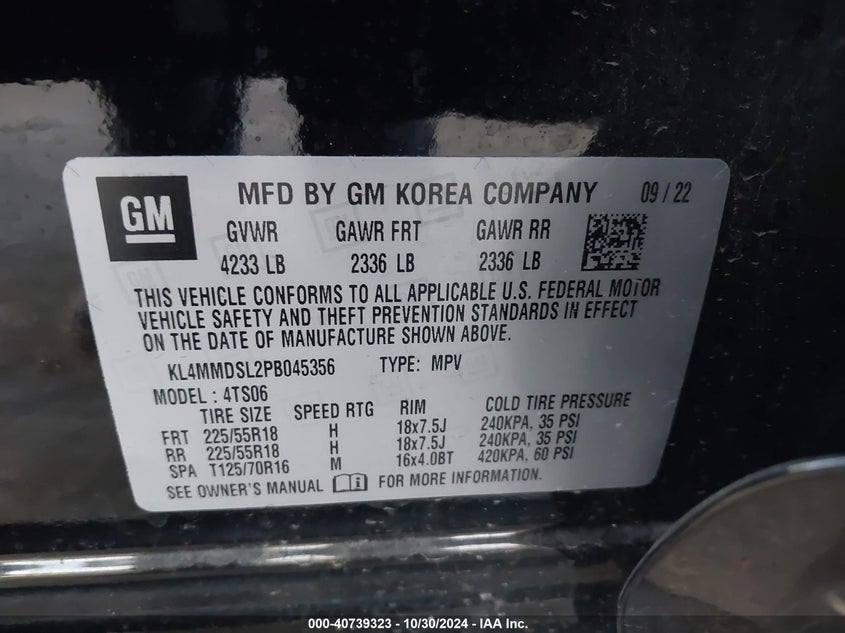 GM MFD BY GM KOREA COMPANY 09 / 22
GVWR GAWR FRT GAWR RR
4233 LB 2336 LB 2336 LB
THIS VEHICLE CONFORMS TO ALL APPLICABLE U.S. FEDERAL MOTOR
VEHICLE SAFETY AND THEFT PREVENTION STANDARDS IN EFFECT
ON THE DATE OF MANUFACTURE SHOWN ABOVE.
KL4MMDSL2PB045356 TYPE: MPV
MODEL : 4TS06
TIRE SIZE SPEED RTG RIM COLD TIRE PRESSURE
FRT 225/55R18 H 18x7.5J 240KPA, 35 PSI
RR 225/55R18 H 18x7.5J 240KPA, 35 PSI
SPA T125/70R16 M 16x4.0BT 420KPA, 60 PSI
SEE OWNER'S MANUAL FOR MORE INFORMATION.
000-40739323 - 10/30/2024 - IAA Inc.